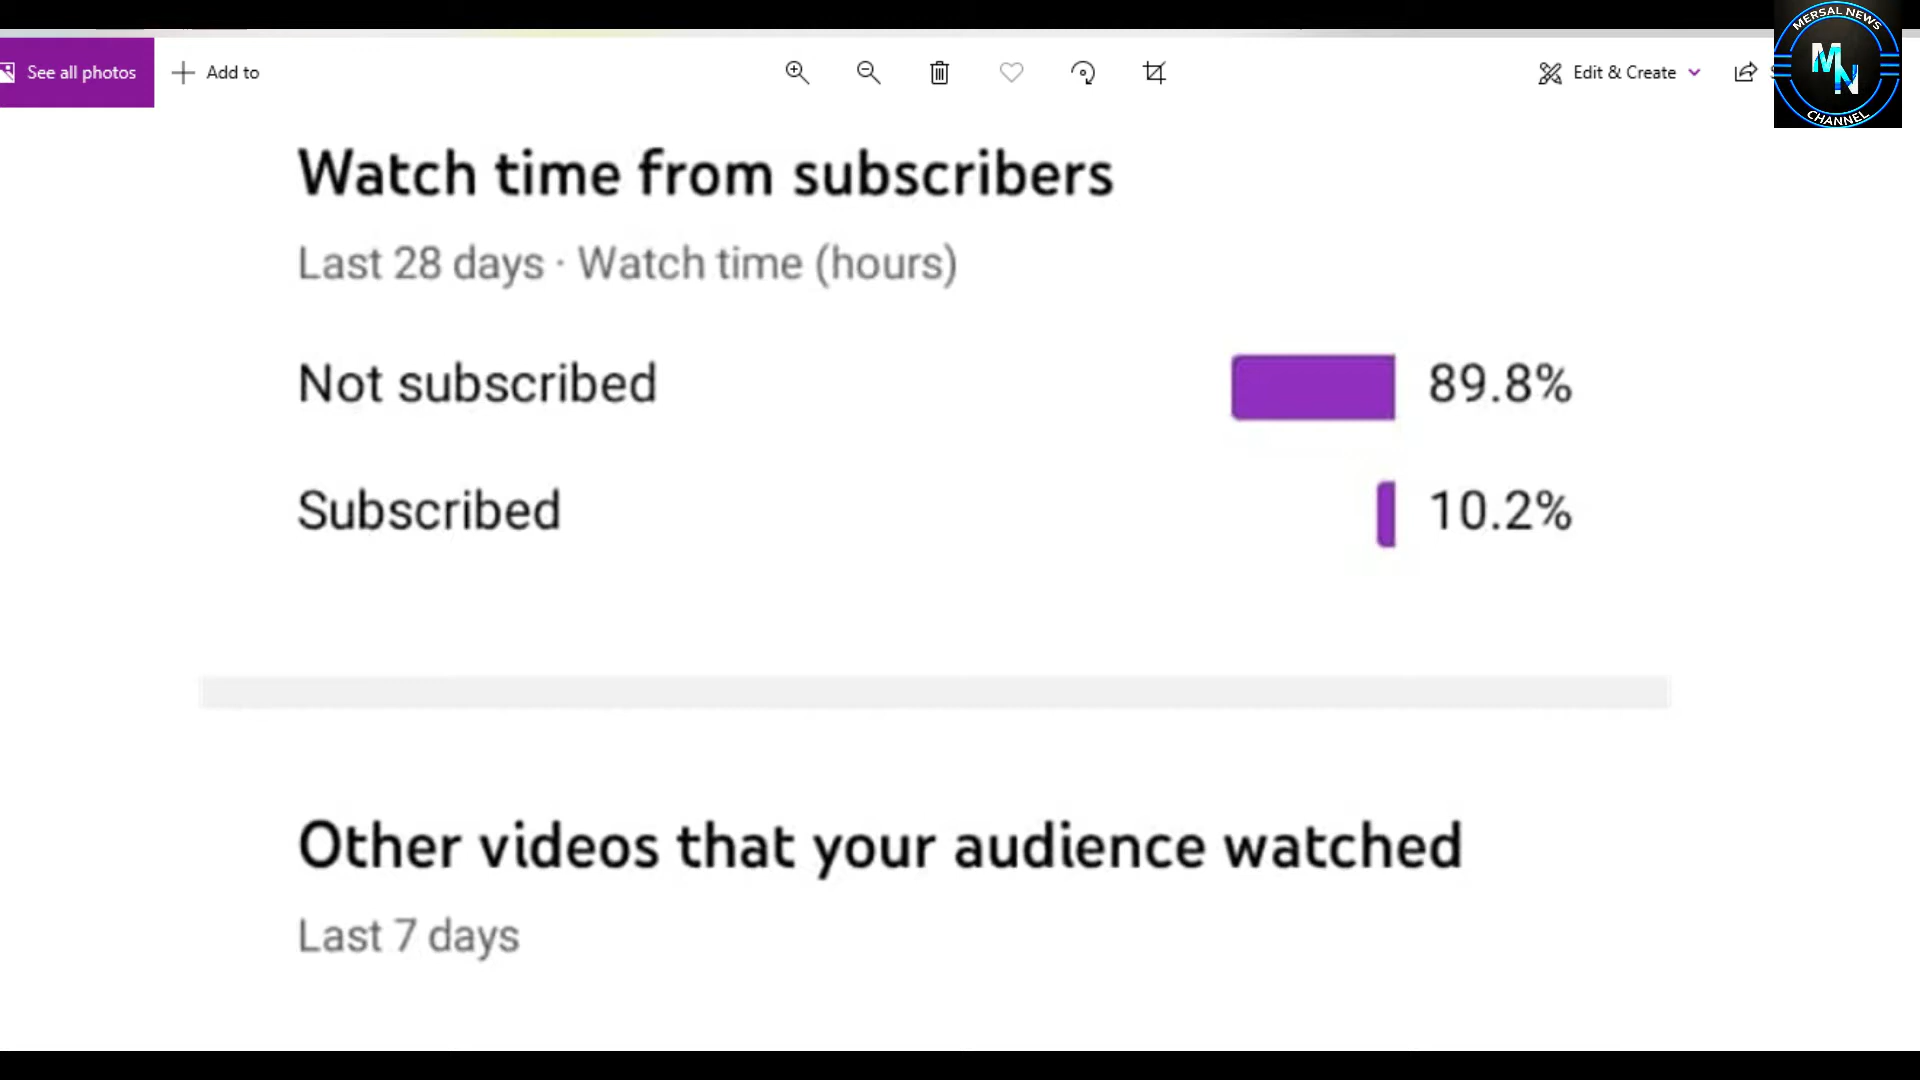 MERSAL NEWS
MN
CHANNEL
See all photos
Add to
Edit & Create
Watch time from subscribers
Last 28 days · Watch time (hours)
Not subscribed 89.8%
Subscribed 10.2%
Other videos that your audience watched
Last 7 days